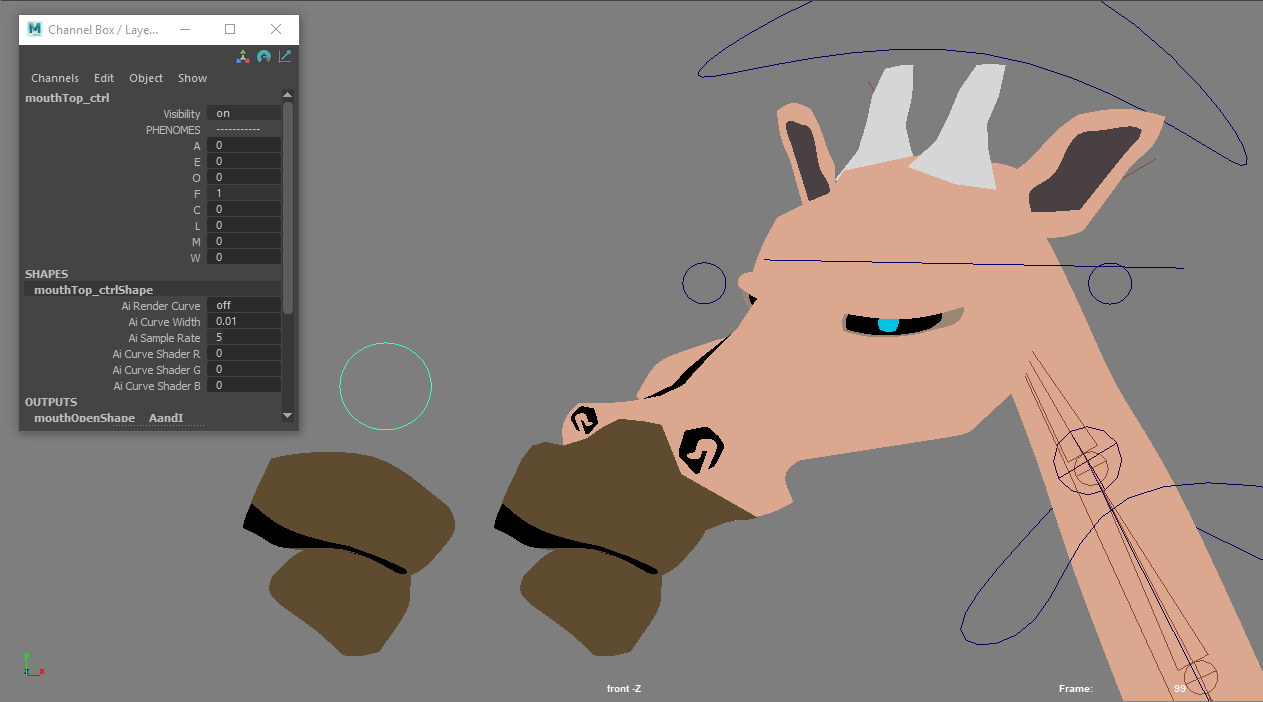 Channel Box / Laye...
Channels Edit Object Show
mouthTop_ctrl
Visibility on
PHENOMES -----------
A 0
E 0
O 0
F 1
C 0
L 0
M 0
W 0
SHAPES
mouthTop_ctrlShape
Ai Render Curve off
Ai Curve Width 0.01
Ai Sample Rate 5
Ai Curve Shader R 0
Ai Curve Shader G 0
Ai Curve Shader B 0
OUTPUTS
mouthOpenShape AandI
y
z x
front -Z
Frame: 99